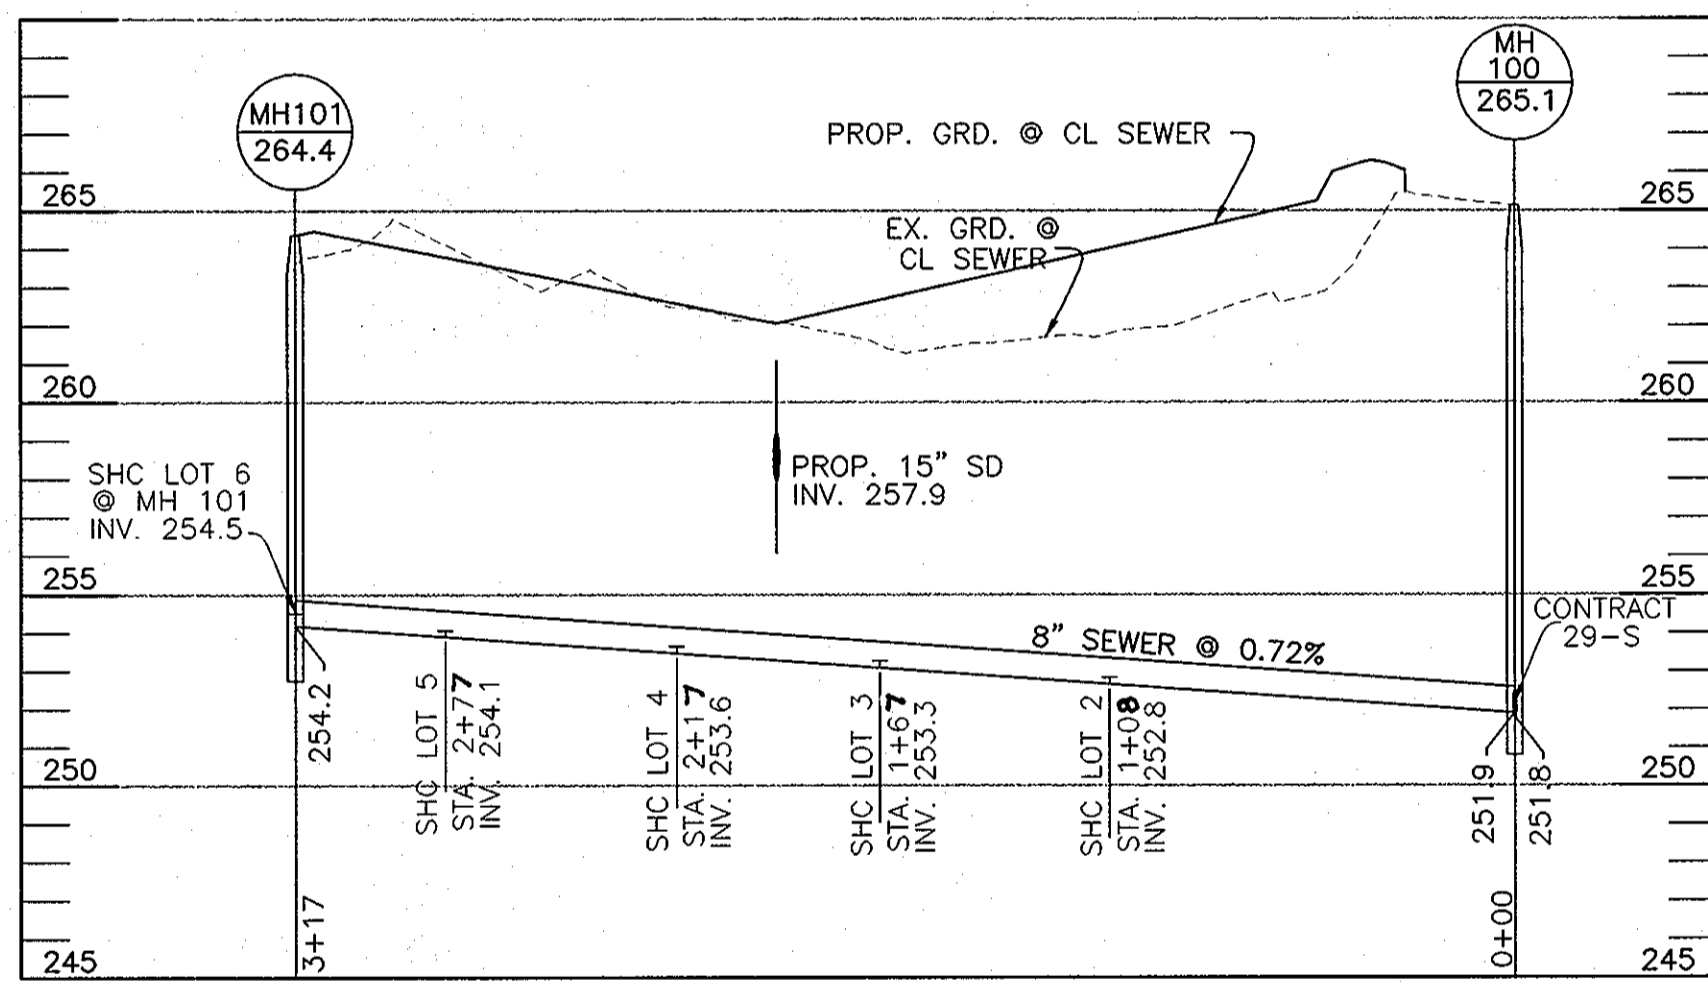 MH
100
265.1
MH101
264.4
PROP. GRD. @ CL SEWER
265
265
EX. GRD. @
CL SEWER
260
260
SHC LOT 6
@ MH 101
INV. 254.5
PROP. 15" SD
INV. 257.9
255
255
CONTRACT
29-S
8" SEWER @ 0.72%
254.2
SHC LOT 5
STA. 2+77
INV. 254.1
SHC LOT 4
STA. 2+17
INV. 253.6
SHC LOT 3
STA. 1+67
INV. 253.3
SHC LOT 2
STA. 1+08
INV. 252.8
251.9
251.8
250
250
3+17
0+00
245
245